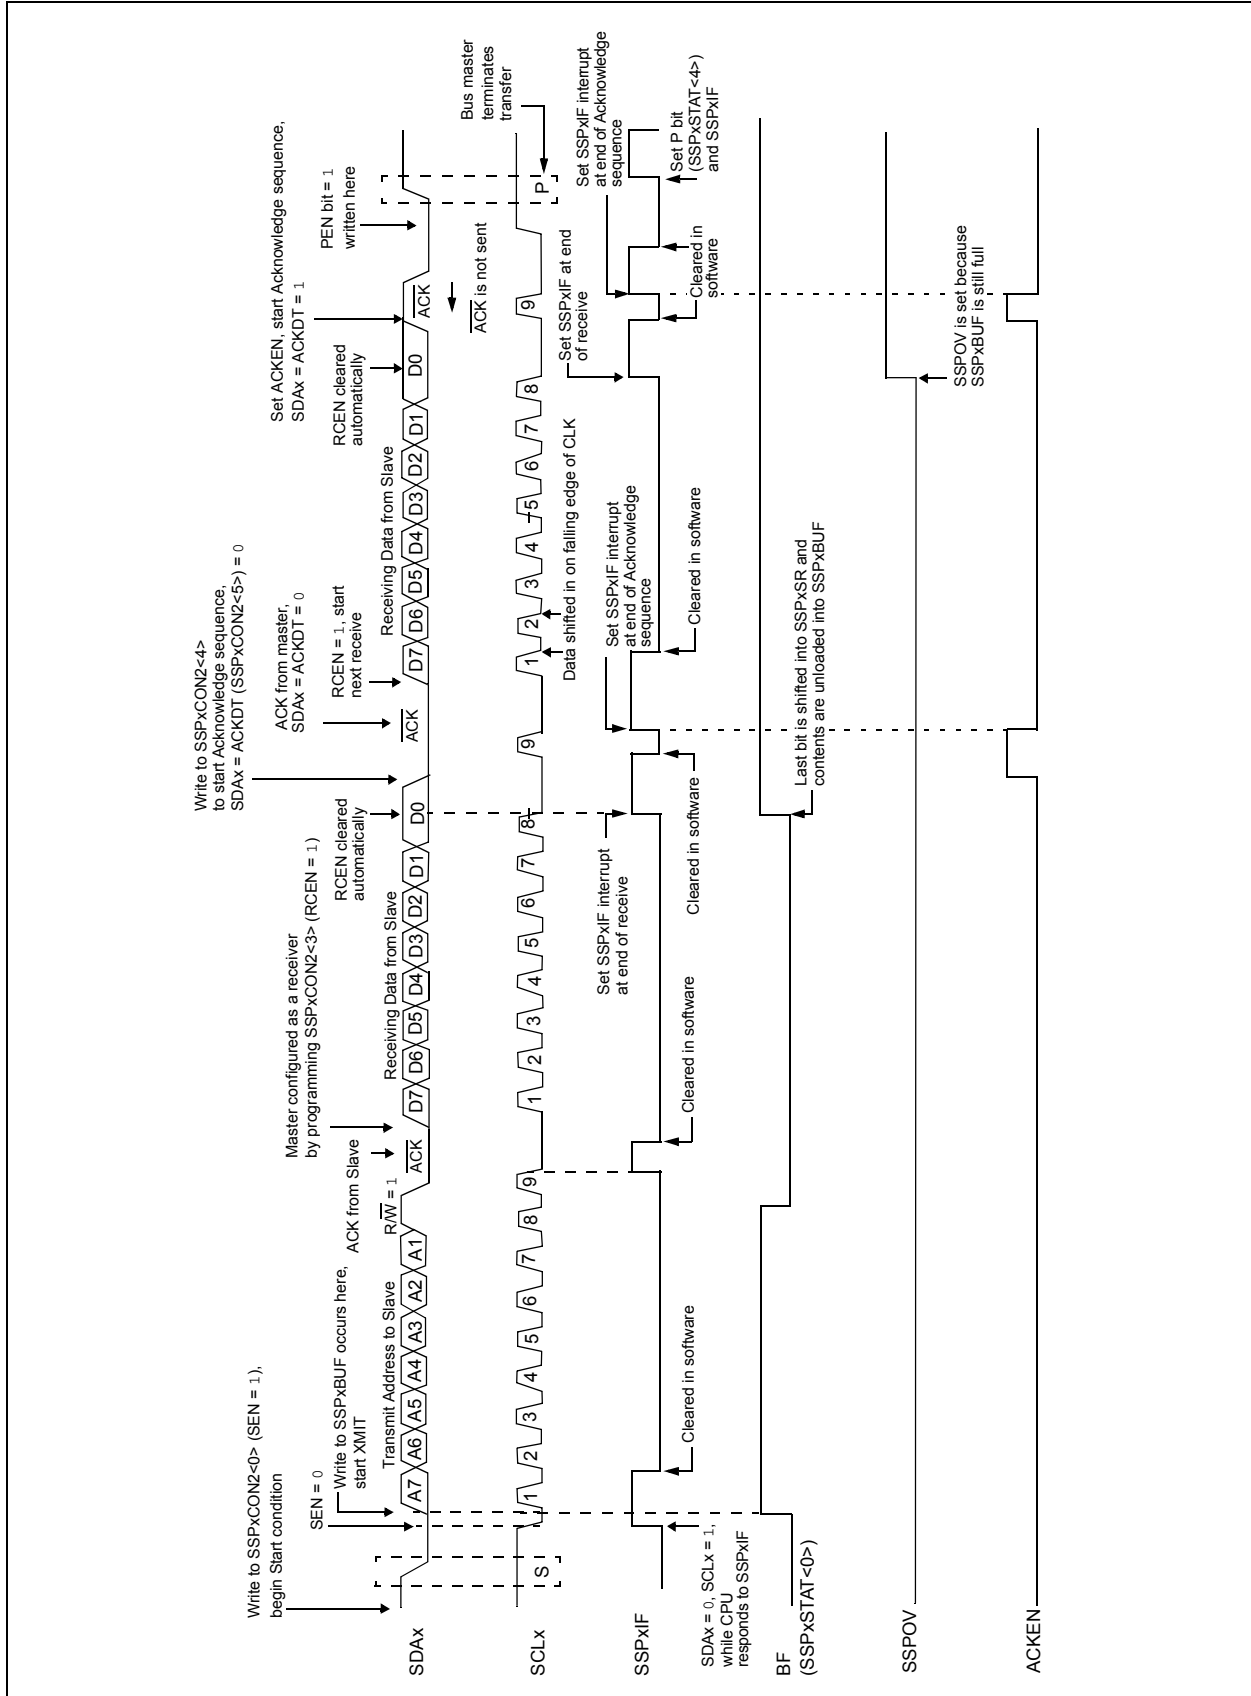 Write to SSPxCON2<0> (SEN = 1),
begin Start condition
SEN = 0
Write to SSPxBUF occurs here,
start XMIT
Transmit Address to Slave
R/W = 1
ACK from Slave
Master configured as a receiver
by programming SSPxCON2<3> (RCEN = 1)
Receiving Data from Slave
RCEN cleared
automatically
Write to SSPxCON2<4>
to start Acknowledge sequence,
SDAx = ACKDT (SSPxCON2<5>) = 0
ACK from master,
SDAx = ACKDT = 0
RCEN = 1, start
next receive
Receiving Data from Slave
RCEN cleared
automatically
Set ACKEN, start Acknowledge sequence,
SDAx = ACKDT = 1
PEN bit = 1
written here
SDAx
A7 A6 A5 A4 A3 A2 A1
ACK
D7 D6 D5 D4 D3 D2 D1 D0
ACK
D7 D6 D5 D4 D3 D2 D1 D0
ACK
ACK is not sent
Bus master
terminates
transfer
SCLx
S
1 2 3 4 5 6 7 8 9
1 2 3 4 5 6 7 8 9
1 2 3 4 5 6 7 8 9
P
Data shifted in on falling edge of CLK
Set SSPxIF interrupt
at end of receive
Set SSPxIF interrupt
at end of Acknowledge
sequence
Set SSPxIF at end
of receive
Set SSPxIF interrupt
at end of Acknowledge
sequence
SSPxIF
SDAx = 0, SCLx = 1,
while CPU
responds to SSPxIF
Cleared in software
Cleared in software
Cleared in software
Cleared in software
Cleared in
software
Set P bit
(SSPxSTAT<4>)
and SSPxIF
BF
(SSPxSTAT<0>)
Last bit is shifted into SSPxSR and
contents are unloaded into SSPxBUF
SSPOV
SSPOV is set because
SSPxBUF is still full
ACKEN